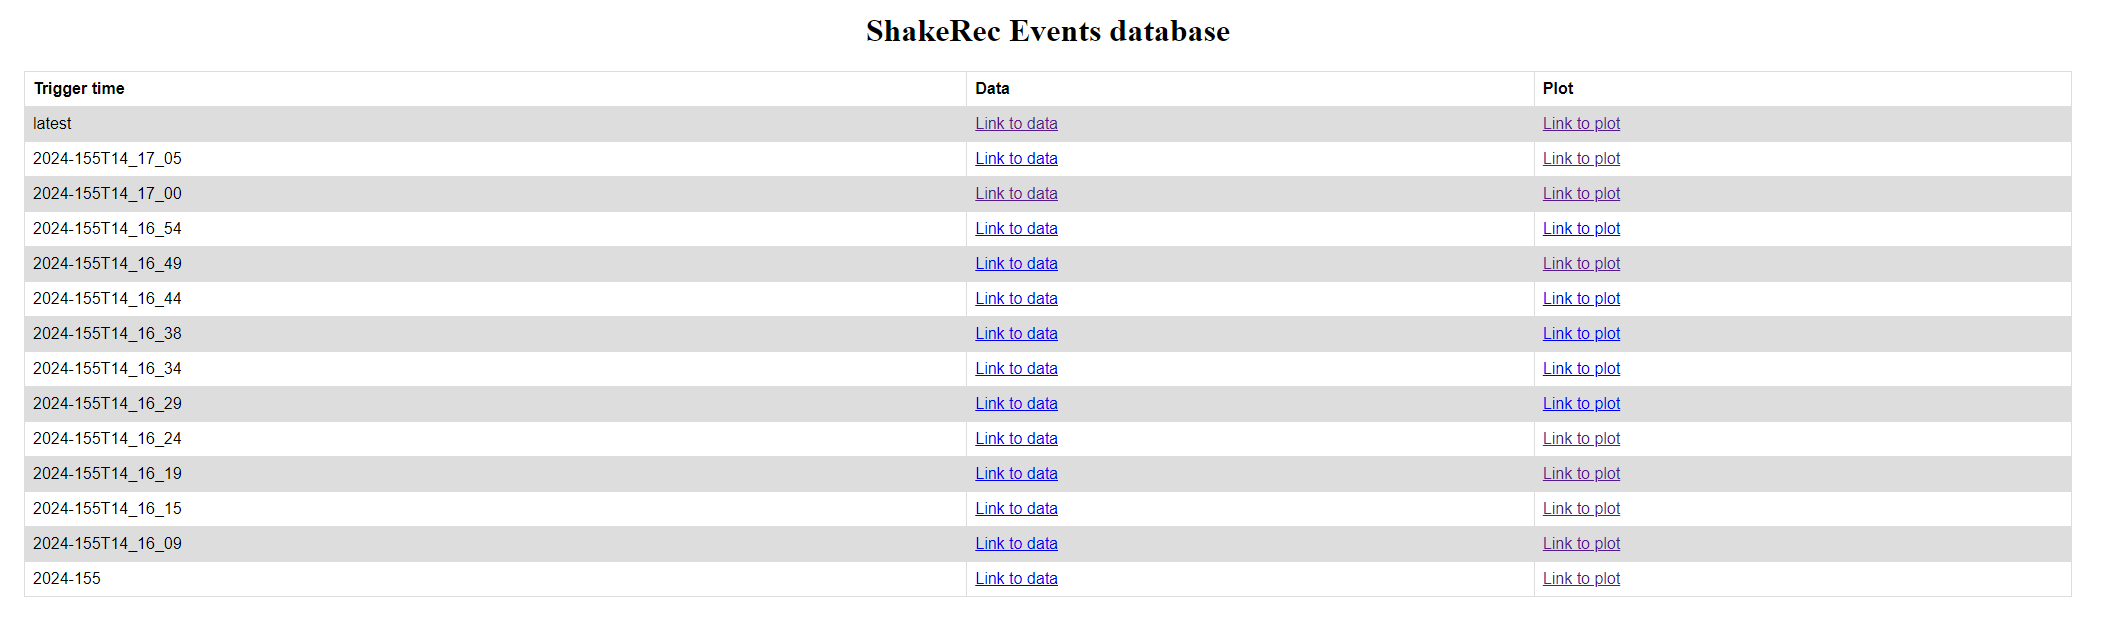 ShakeRec Events database
Trigger time Data Plot
latest Link to data Link to plot
2024-155T14_17_05 Link to data Link to plot
2024-155T14_17_00 Link to data Link to plot
2024-155T14_16_54 Link to data Link to plot
2024-155T14_16_49 Link to data Link to plot
2024-155T14_16_44 Link to data Link to plot
2024-155T14_16_38 Link to data Link to plot
2024-155T14_16_34 Link to data Link to plot
2024-155T14_16_29 Link to data Link to plot
2024-155T14_16_24 Link to data Link to plot
2024-155T14_16_19 Link to data Link to plot
2024-155T14_16_15 Link to data Link to plot
2024-155T14_16_09 Link to data Link to plot
2024-155 Link to data Link to plot